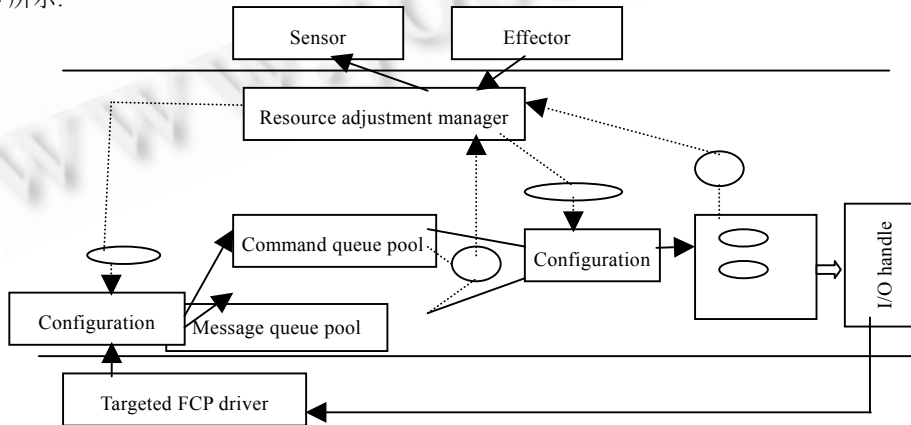 所示.
Sensor
Effector
Resource adjustment manager
Command queue pool
Configuration
I/O handle
Configuration
Message queue pool
Targeted FCP driver